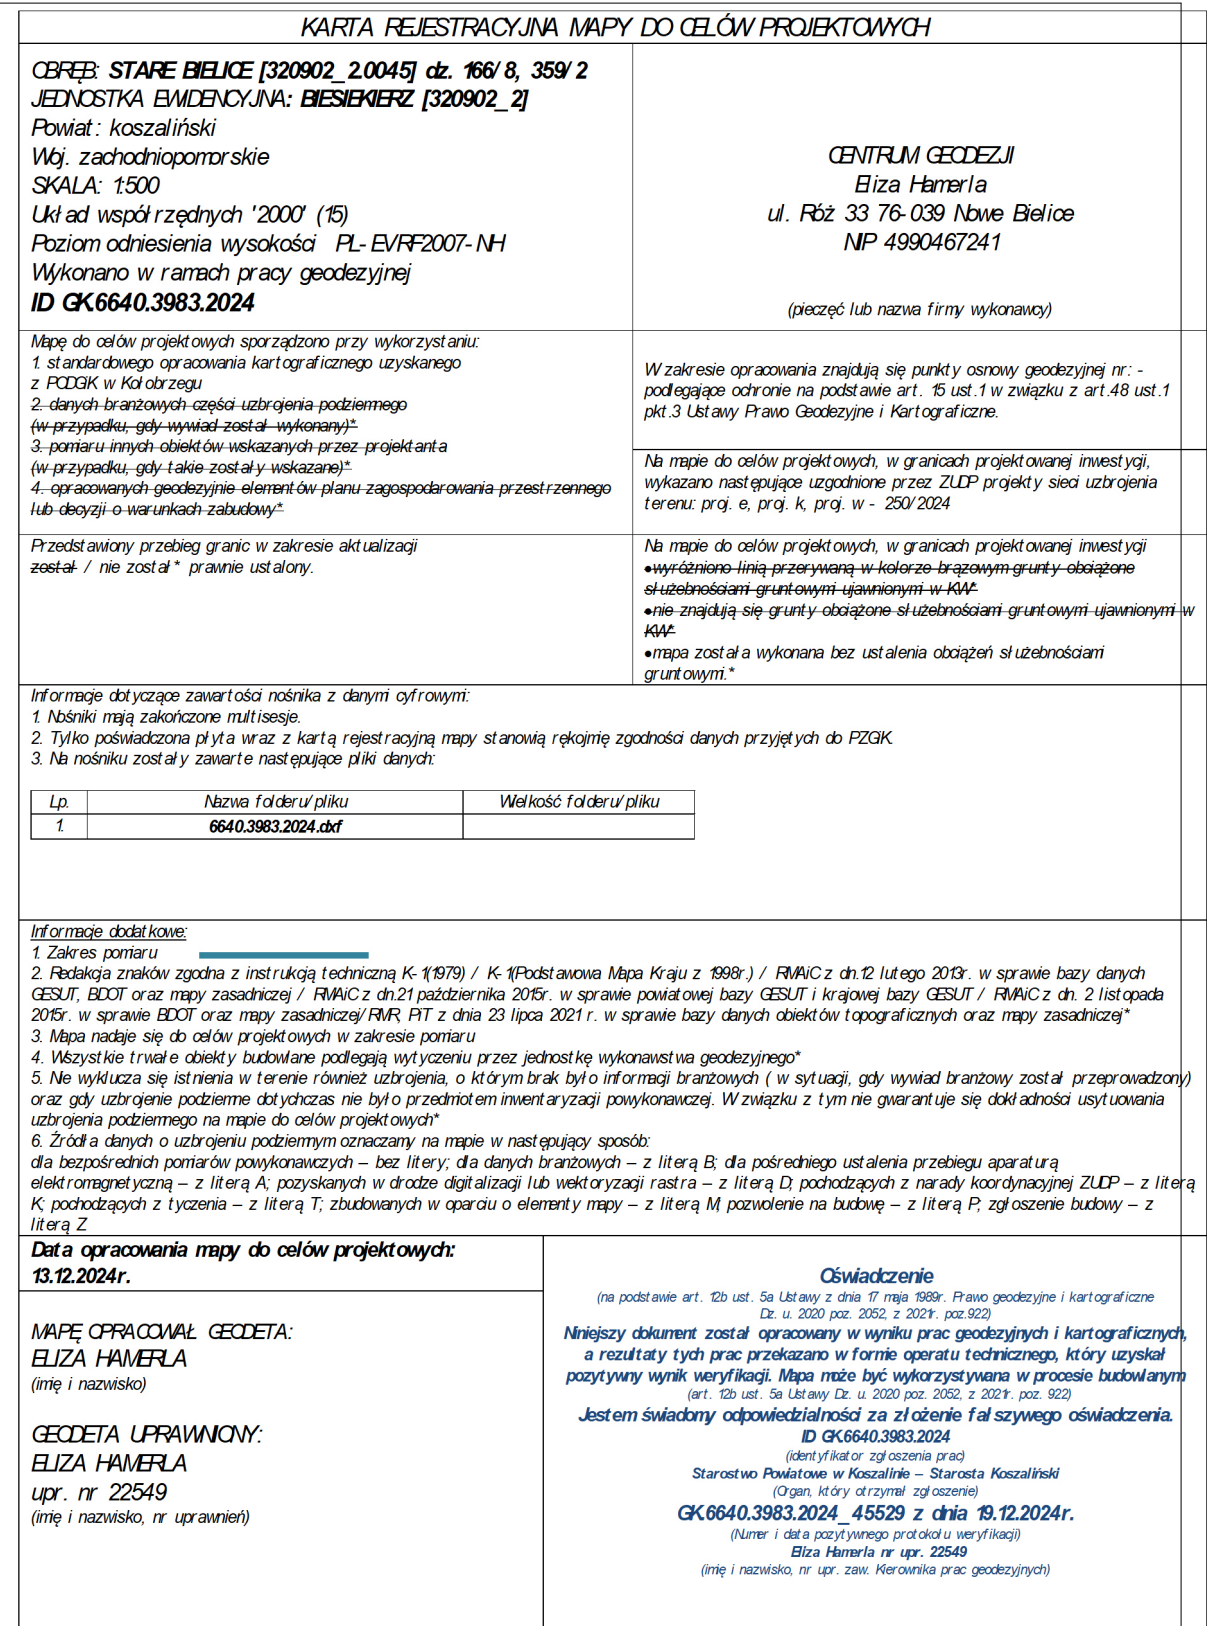 KARTA REJESTRACYJNA MAPY DO CELÓW PROJEKTOWYCH
OBRĘB: STARE BIELICE [320902_2.0045] dz. 166/8, 359/2
JEDNOSTKA EWIDENCYJNA: BIESIEKIERZ [320902_2]
Powiat: koszaliński
Woj. zachodniopomorskie
SKALA: 1:500
Układ współrzędnych '2000' (15)
Poziom odniesienia wysokości PL-EVRF2007-NH
Wykonano w ramach pracy geodezyjnej
ID GK.6640.3983.2024
CENTRUM GEODEZJI
Eliza Hamerla
ul. Róż 33 76-039 Nowe Bielice
NIP 4990467241
(pieczęć lub nazwa firmy wykonawcy)
Mapę do celów projektowych sporządzono przy wykorzystaniu:
1. standardowego opracowania kartograficznego uzyskanego
z PODGiK w Kołobrzegu
2. danych branżowych części uzbrojenia podziemnego
(w przypadku, gdy wywiad został wykonany)*
3. pomiaru innych obiektów wskazanych przez projektanta
(w przypadku, gdy takie zostały wskazane)*
4. opracowanych geodezyjnie elementów planu zagospodarowania przestrzennego
lub decyzji o warunkach zabudowy*
W zakresie opracowania znajdują się punkty osnowy geodezyjnej nr: -
podlegające ochronie na podstawie art. 15 ust.1 w związku z art.48 ust.1
pkt.3 Ustawy Prawo Geodezyjne i Kartograficzne.
Na mapie do celów projektowych, w granicach projektowanej inwestycji,
wykazano następujące uzgodnione przez ZUDP projekty sieci uzbrojenia
terenu: proj. e, proj. k, proj. w - 250/2024
Przedstawiony przebieg granic w zakresie aktualizacji
został / nie został* prawnie ustalony.
Na mapie do celów projektowych, w granicach projektowanej inwestycji
•wyróżniono linią przerywaną w kolorze brązowym grunty obciążone
służebnościami gruntowymi ujawnionymi w KW*
•nie znajdują się grunty obciążone służebnościami gruntowymi ujawnionymi w
KW*
•mapa została wykonana bez ustalenia obciążeń służebnościami
gruntowymi.*
Informacje dotyczące zawartości nośnika z danymi cyfrowymi:
1. Nośniki mają zakończone multisesje.
2. Tylko poświadczona płyta wraz z kartą rejestracyjną mapy stanowią rękojmię zgodności danych przyjętych do PZGiK.
3. Na nośniku zostały zawarte następujące pliki danych:
Lp. Nazwa folderu/pliku Wielkość folderu/pliku
1. 6640.3983.2024.dxf
Informacje dodatkowe:
1. Zakres pomiaru
2. Redakcja znaków zgodna z instrukcją techniczną K-1(1979) / K-1(Podstawowa Mapa Kraju z 1998r.) / RMAiC z dn.12 lutego 2013r. w sprawie bazy danych
GESUT, BDOT oraz mapy zasadniczej / RMAiC z dn.21 października 2015r. w sprawie powiatowej bazy GESUT i krajowej bazy GESUT / RMAiC z dn. 2 listopada
2015r. w sprawie BDOT oraz mapy zasadniczej/ RMR, PiT z dnia 23 lipca 2021 r. w sprawie bazy danych obiektów topograficznych oraz mapy zasadniczej*
3. Mapa nadaje się do celów projektowych w zakresie pomiaru
4. Wszystkie trwałe obiekty budowlane podlegają wytyczeniu przez jednostkę wykonawstwa geodezyjnego*
5. Nie wyklucza się istnienia w terenie również uzbrojenia, o którym brak było informacji branżowych ( w sytuacji, gdy wywiad branżowy został przeprowadzony)
oraz gdy uzbrojenie podziemne dotychczas nie było przedmiotem inwentaryzacji powykonawczej. W związku z tym nie gwarantuje się dokładności usytuowania
uzbrojenia podziemnego na mapie do celów projektowych*
6. Źródła danych o uzbrojeniu podziemnym oznaczamy na mapie w następujący sposób:
dla bezpośrednich pomiarów powykonawczych – bez litery; dla danych branżowych – z literą B; dla pośredniego ustalenia przebiegu aparaturą
elektromagnetyczną – z literą A; pozyskanych w drodze digitalizacji lub wektoryzacji rastra – z literą D; pochodzących z narady koordynacyjnej ZUDP – z literą
K; pochodzących z tyczenia – z literą T; zbudowanych w oparciu o elementy mapy – z literą M; pozwolenie na budowę – z literą P; zgłoszenie budowy – z
literą Z
Data opracowania mapy do celów projektowych:
13.12.2024r.
MAPĘ OPRACOWAŁ GEODETA:
ELIZA HAMERLA
(imię i nazwisko)
GEODETA UPRAWNIONY:
ELIZA HAMERLA
upr. nr 22549
(imię i nazwisko, nr uprawnień)
Oświadczenie
(na podstawie art. 12b ust. 5a Ustawy z dnia 17 maja 1989r. Prawo geodezyjne i kartograficzne
Dz. u. 2020 poz. 2052, z 2021r. poz.922)
Niniejszy dokument został opracowany w wyniku prac geodezyjnych i kartograficznych,
a rezultaty tych prac przekazano w formie operatu technicznego, który uzyskał
pozytywny wynik weryfikacji. Mapa może być wykorzystywana w procesie budowlanym
(art. 12b ust. 5a Ustawy Dz. u. 2020 poz. 2052, z 2021r. poz. 922)
Jestem świadomy odpowiedzialności za złożenie fałszywego oświadczenia.
ID GK.6640.3983.2024
(identyfikator zgłoszenia prac)
Starostwo Powiatowe w Koszalinie – Starosta Koszaliński
(Organ, który otrzymał zgłoszenie)
GK.6640.3983.2024_45529 z dnia 19.12.2024r.
(Numer i data pozytywnego protokołu weryfikacji)
Eliza Hamerla nr upr. 22549
(imię i nazwisko, nr upr. zaw. Kierownika prac geodezyjnych)